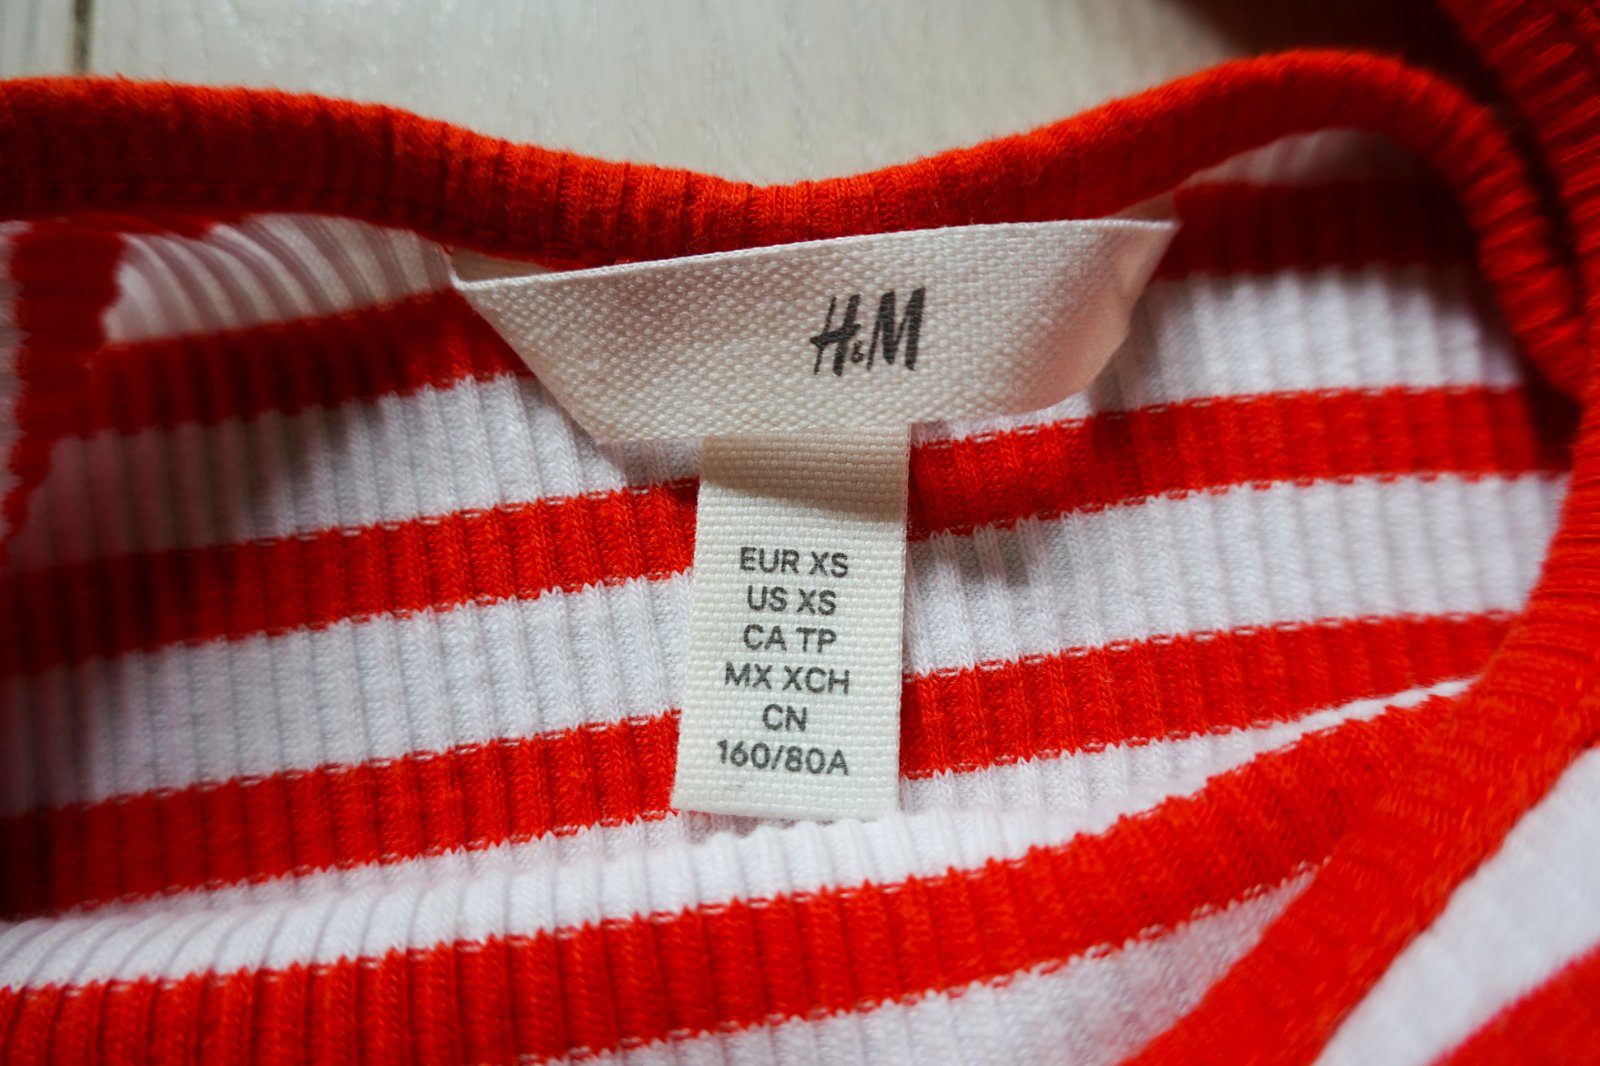 H&M
EUR XS
US XS
CA TP
MX XCH
CN
160/80A